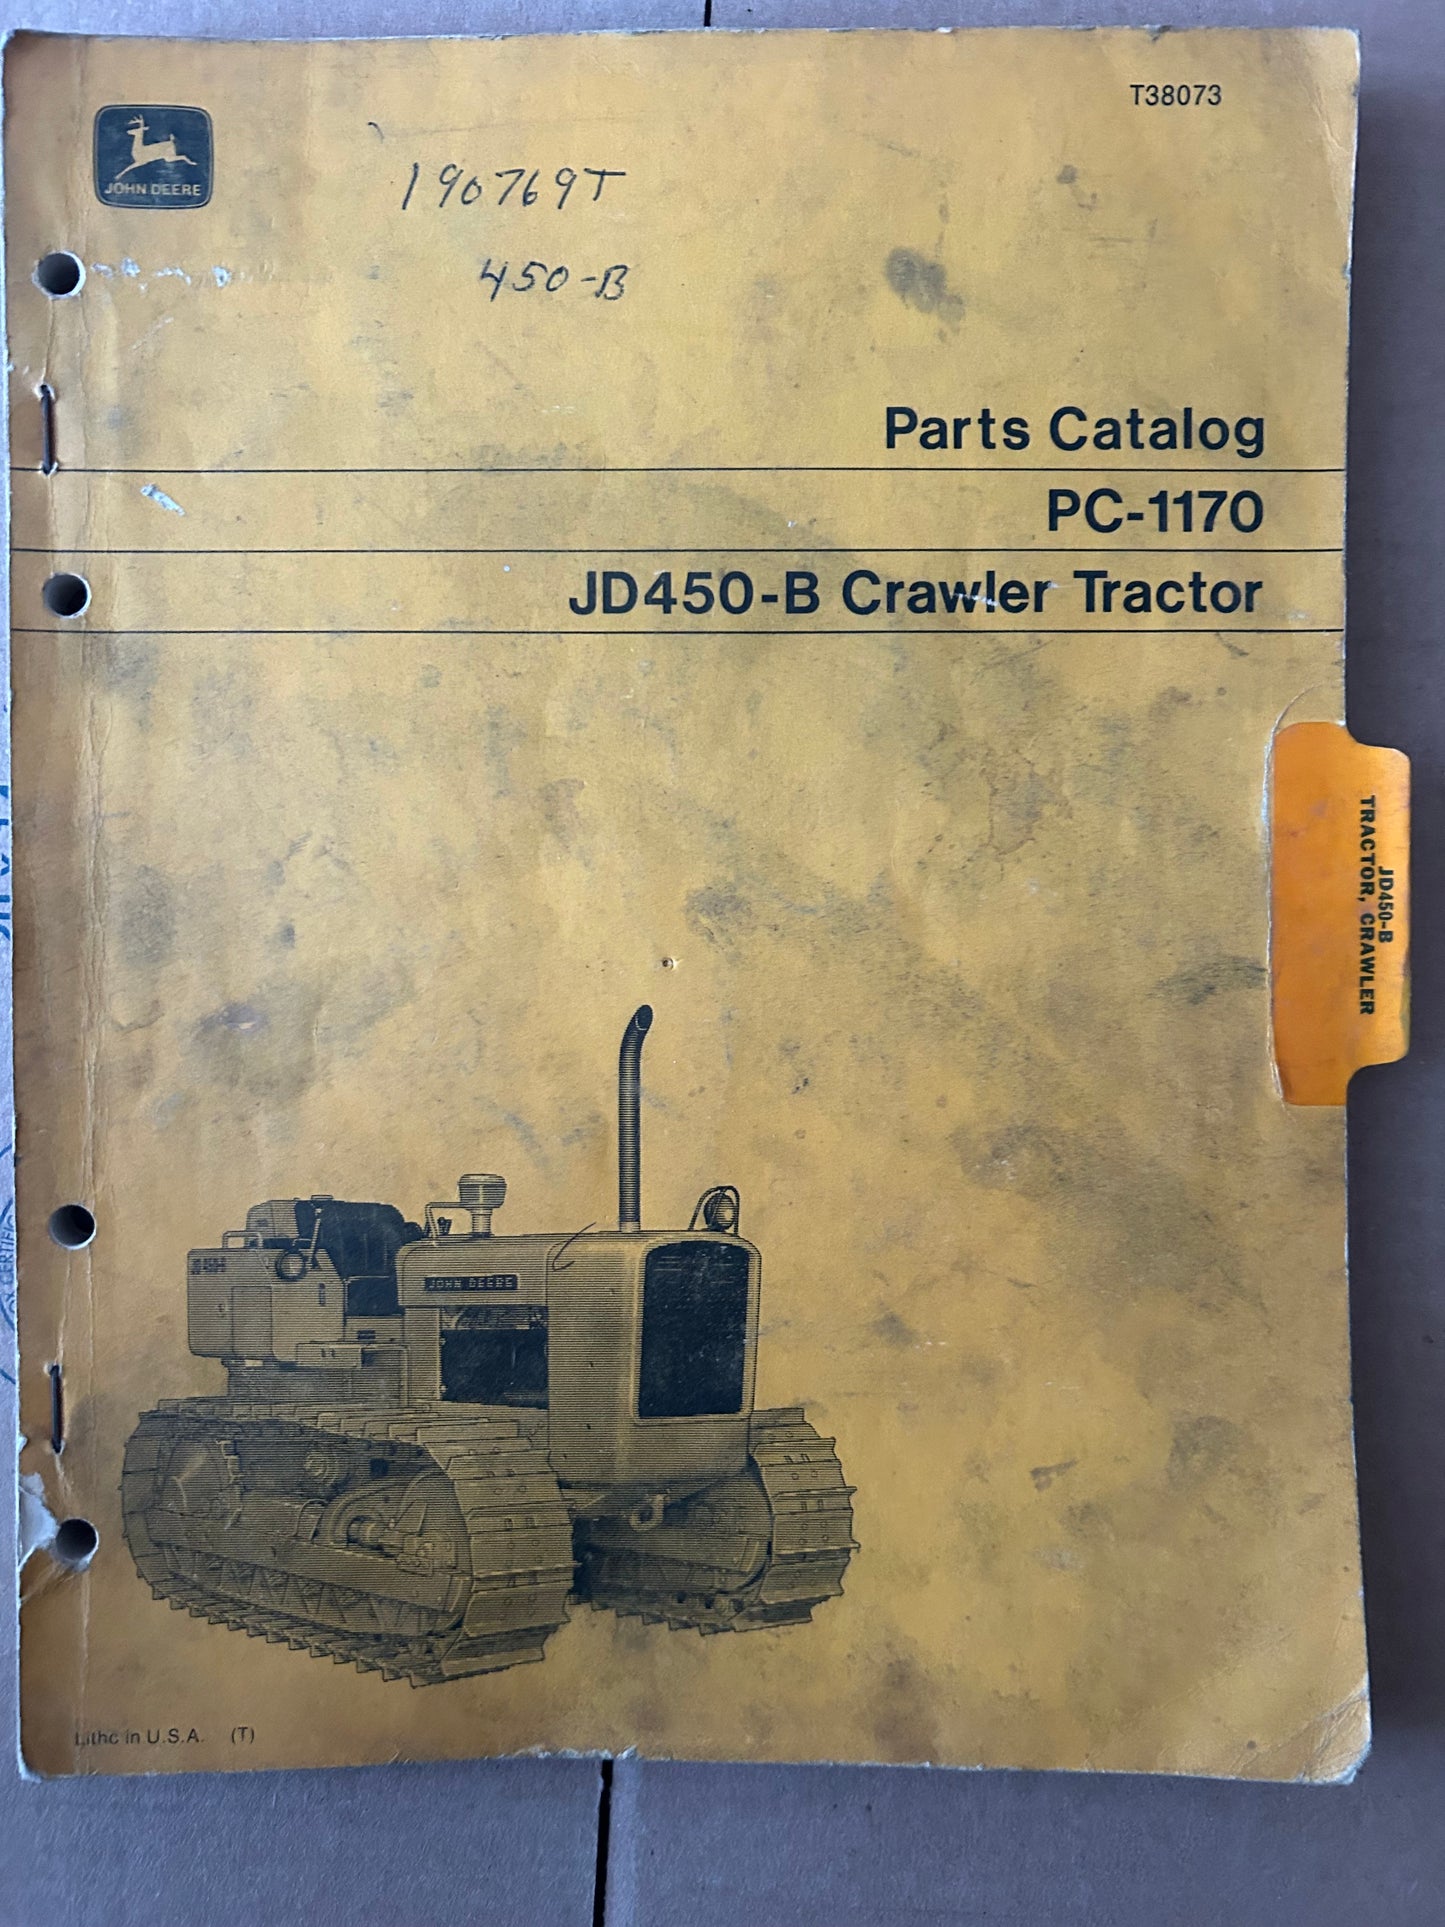 T38073
JOHN DEERE
190769T
450-B
Parts Catalog
PC-1170
JD450-B Crawler Tractor
JD450-B
TRACTOR, CRAWLER
JD450-B
JOHN DEERE
Litho in U.S.A. (T)